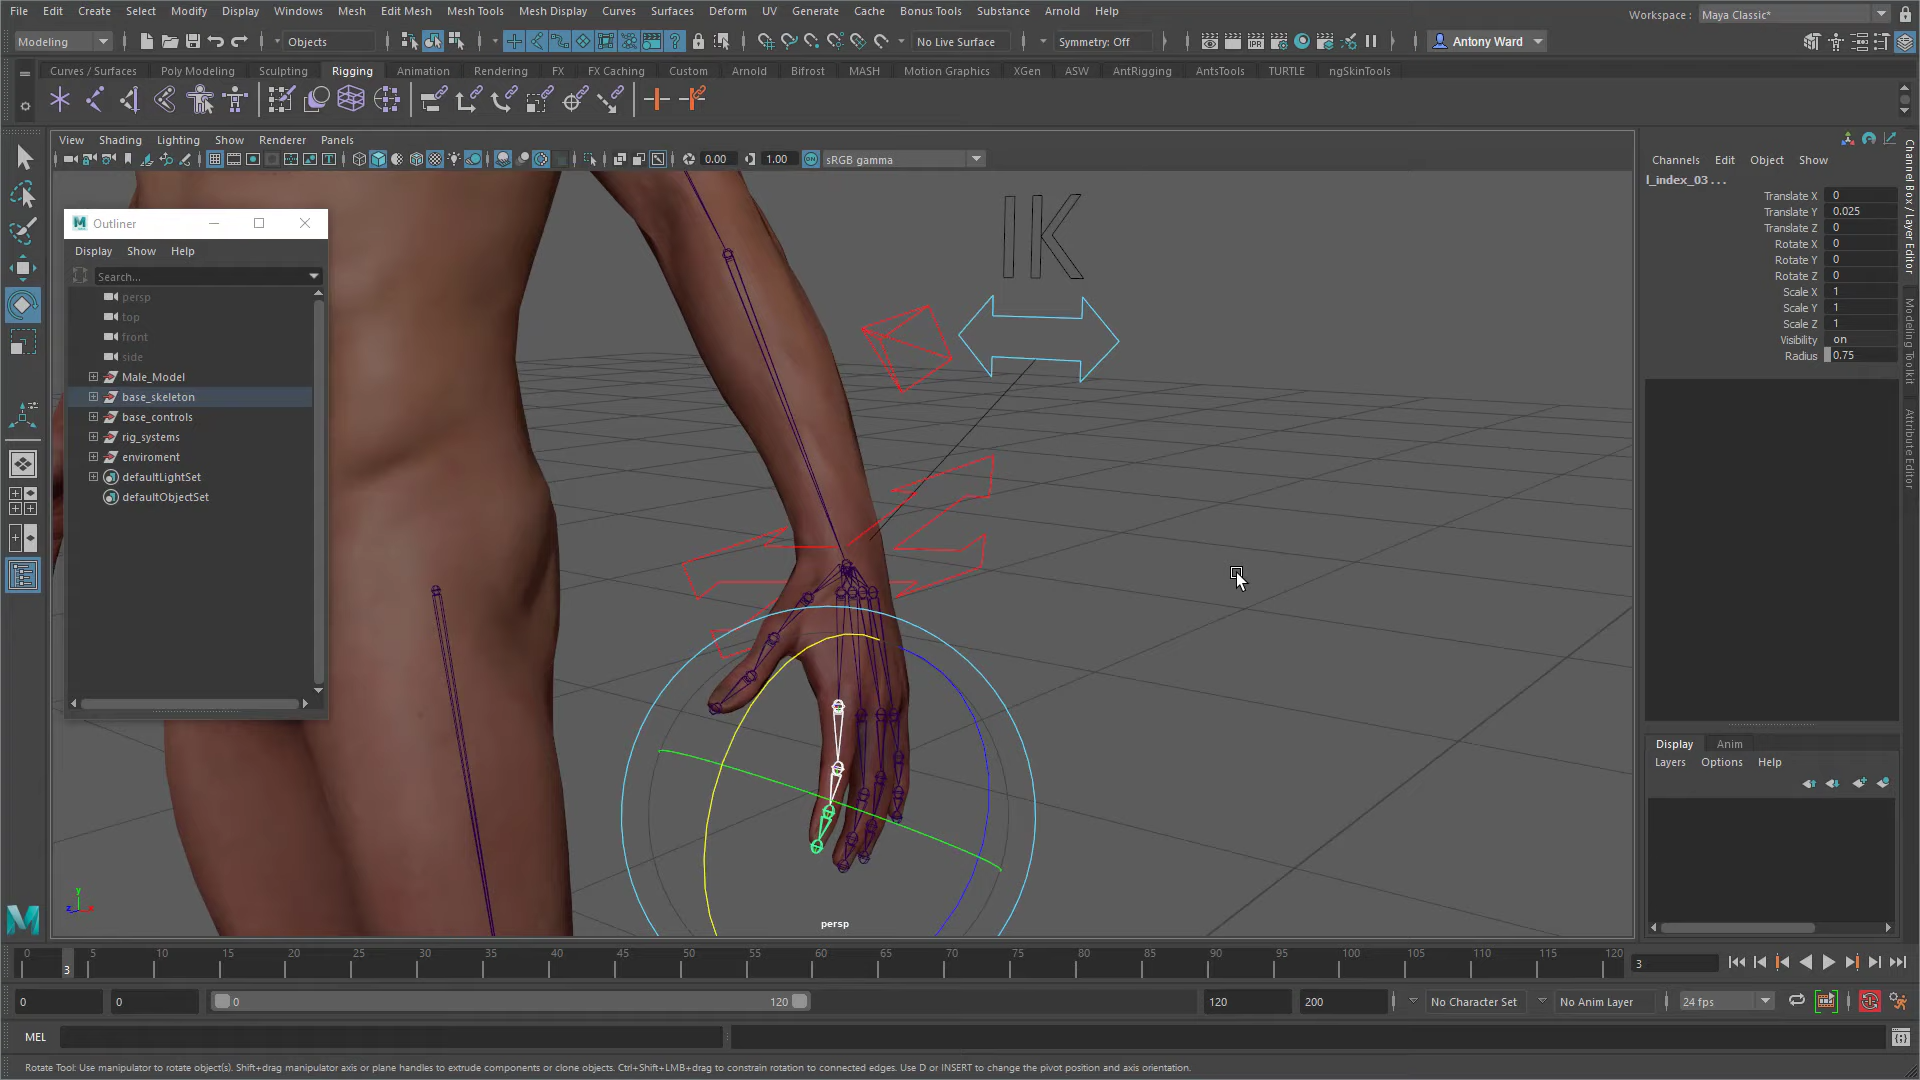 File Edit Create Select Modify Display Windows Mesh Edit Mesh Mesh Tools Mesh Display Curves Surfaces Deform UV Generate Cache Bonus Tools Substance Arnold Help
Workspace : Maya Classic*
Modeling Objects No Live Surface Symmetry: Off Antony Ward
Curves / Surfaces Poly Modeling Sculpting Rigging Animation Rendering FX FX Caching Custom Arnold Bifrost MASH Motion Graphics XGen ASW AntRigging AntsTools TURTLE ngSkinTools
IPR
View Shading Lighting Show Renderer Panels
0.00 1.00 ON sRGB gamma
Channels Edit Object Show
l_index_03 . . .
Translate X 0
Translate Y 0.025
Translate Z 0
Rotate X 0
Rotate Y 0
Rotate Z 0
Scale X 1
Scale Y 1
Scale Z 1
Visibility on
Radius 0.75
Channel Box / Layer Editor
Modeling Toolkit
Attribute Editor
M Outliner
Display Show Help
Search...
persp
top
front
side
Male_Model
base_skeleton
base_controls
rig_systems
enviroment
defaultLightSet
defaultObjectSet
IK
y
z x
persp
Display Anim
Layers Options Help
0 5 10 15 20 25 30 35 40 45 50 55 60 65 70 75 80 85 90 95 100 105 110 115 120
3
3
0 0 0 120 120 200 No Character Set No Anim Layer 24 fps
MEL
Rotate Tool: Use manipulator to rotate object(s). Shift+drag manipulator axis or plane handles to extrude components or clone objects. Ctrl+Shift+LMB+drag to constrain rotation to connected edges. Use D or INSERT to change the pivot position and axis orientation.